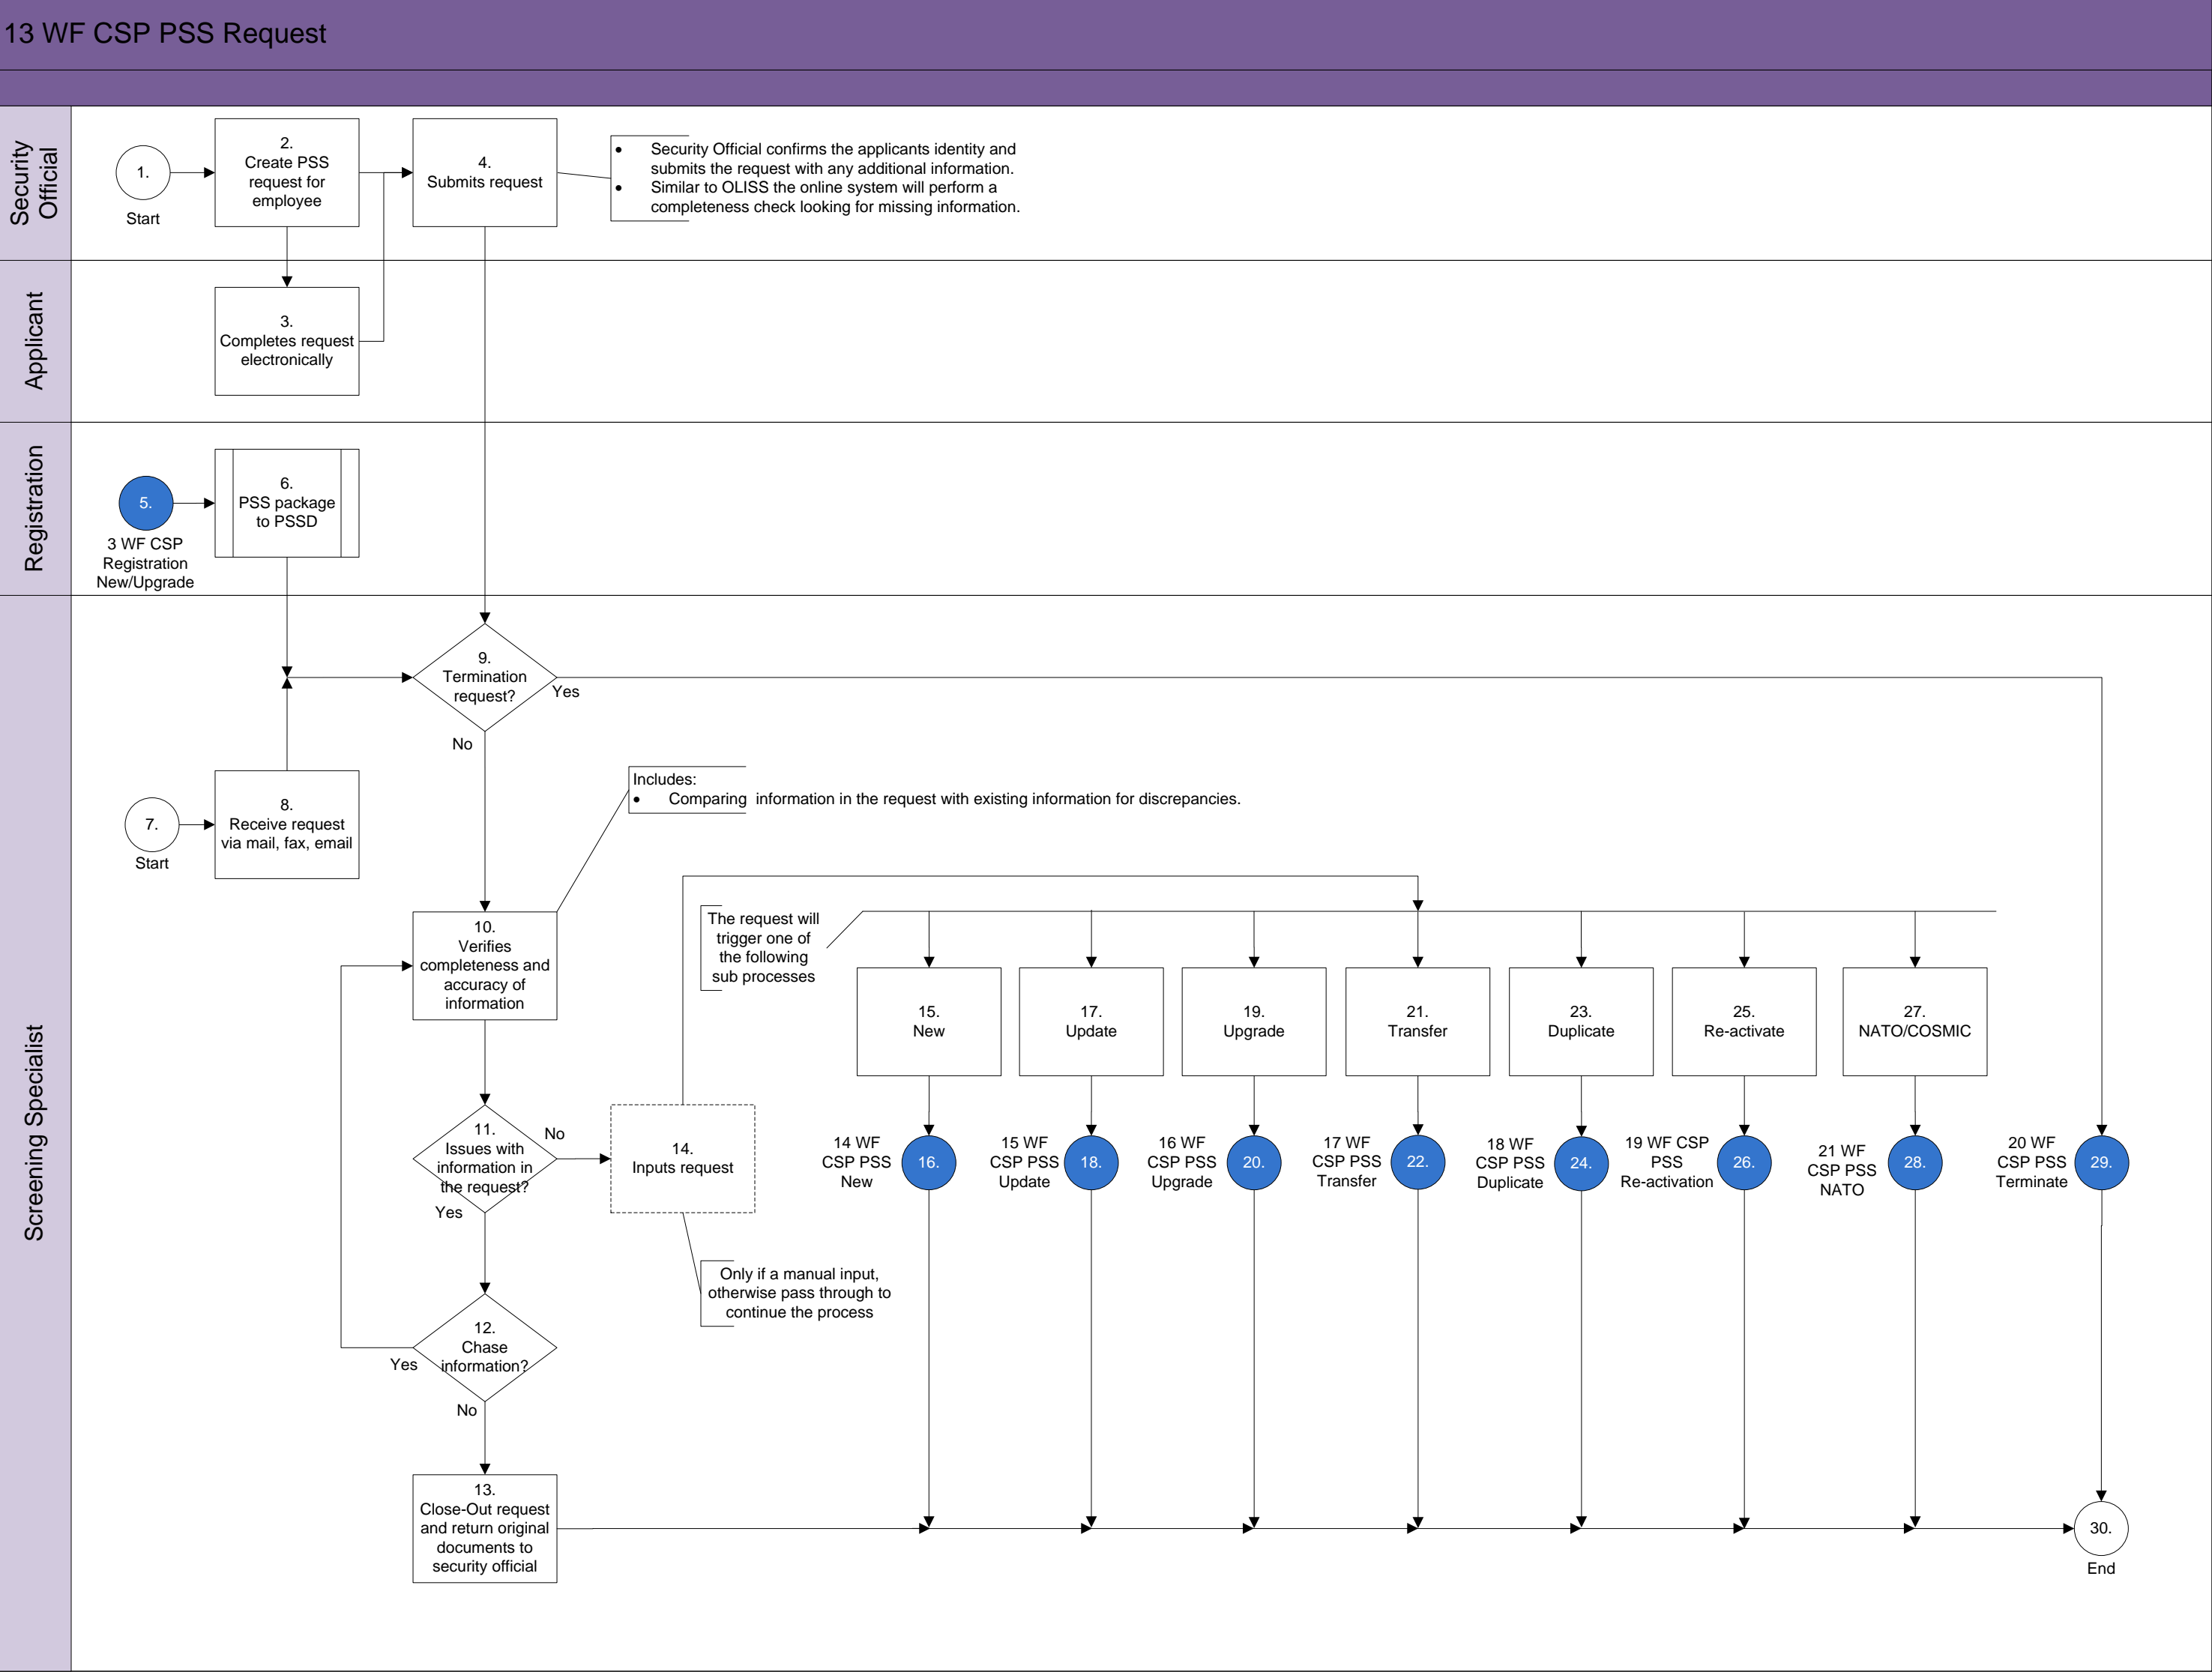 13 WF CSP PSS Request
Security
Official
1.
Start
2.
Create PSS
request for
employee
4.
Submits request
• Security Official confirms the applicants identity and
submits the request with any additional information.
• Similar to OLISS the online system will perform a
completeness check looking for missing information.
Applicant
3.
Completes request
electronically
Registration
5.
3 WF CSP
Registration
New/Upgrade
6.
PSS package
to PSSD
Screening Specialist
9.
Termination
request?
Yes
No
7.
Start
8.
Receive request
via mail, fax, email
Includes:
• Comparing information in the request with existing information for discrepancies.
10.
Verifies
completeness and
accuracy of
information
The request will
trigger one of
the following
sub processes
15.
New
17.
Update
19.
Upgrade
21.
Transfer
23.
Duplicate
25.
Re-activate
27.
NATO/COSMIC
11.
Issues with
information in
the request?
No
Yes
14.
Inputs request
14 WF
CSP PSS
New
16.
15 WF
CSP PSS
Update
18.
16 WF
CSP PSS
Upgrade
20.
17 WF
CSP PSS
Transfer
22.
18 WF
CSP PSS
Duplicate
24.
19 WF CSP
PSS
Re-activation
26.
21 WF
CSP PSS
NATO
28.
20 WF
CSP PSS
Terminate
29.
Only if a manual input,
otherwise pass through to
continue the process
12.
Chase
information?
Yes
No
13.
Close-Out request
and return original
documents to
security official
30.
End